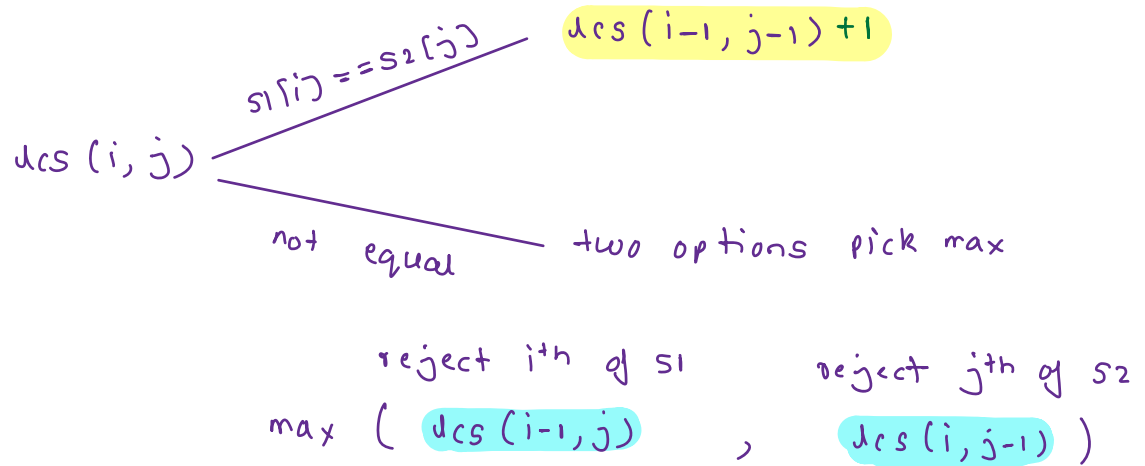 lcs (i-1, j-1) +1
s1[i] == s2[j]
lcs (i, j)
not equal
two options pick max
reject ith of s1
reject jth of s2
max ( lcs (i-1, j) , lcs (i, j-1) )